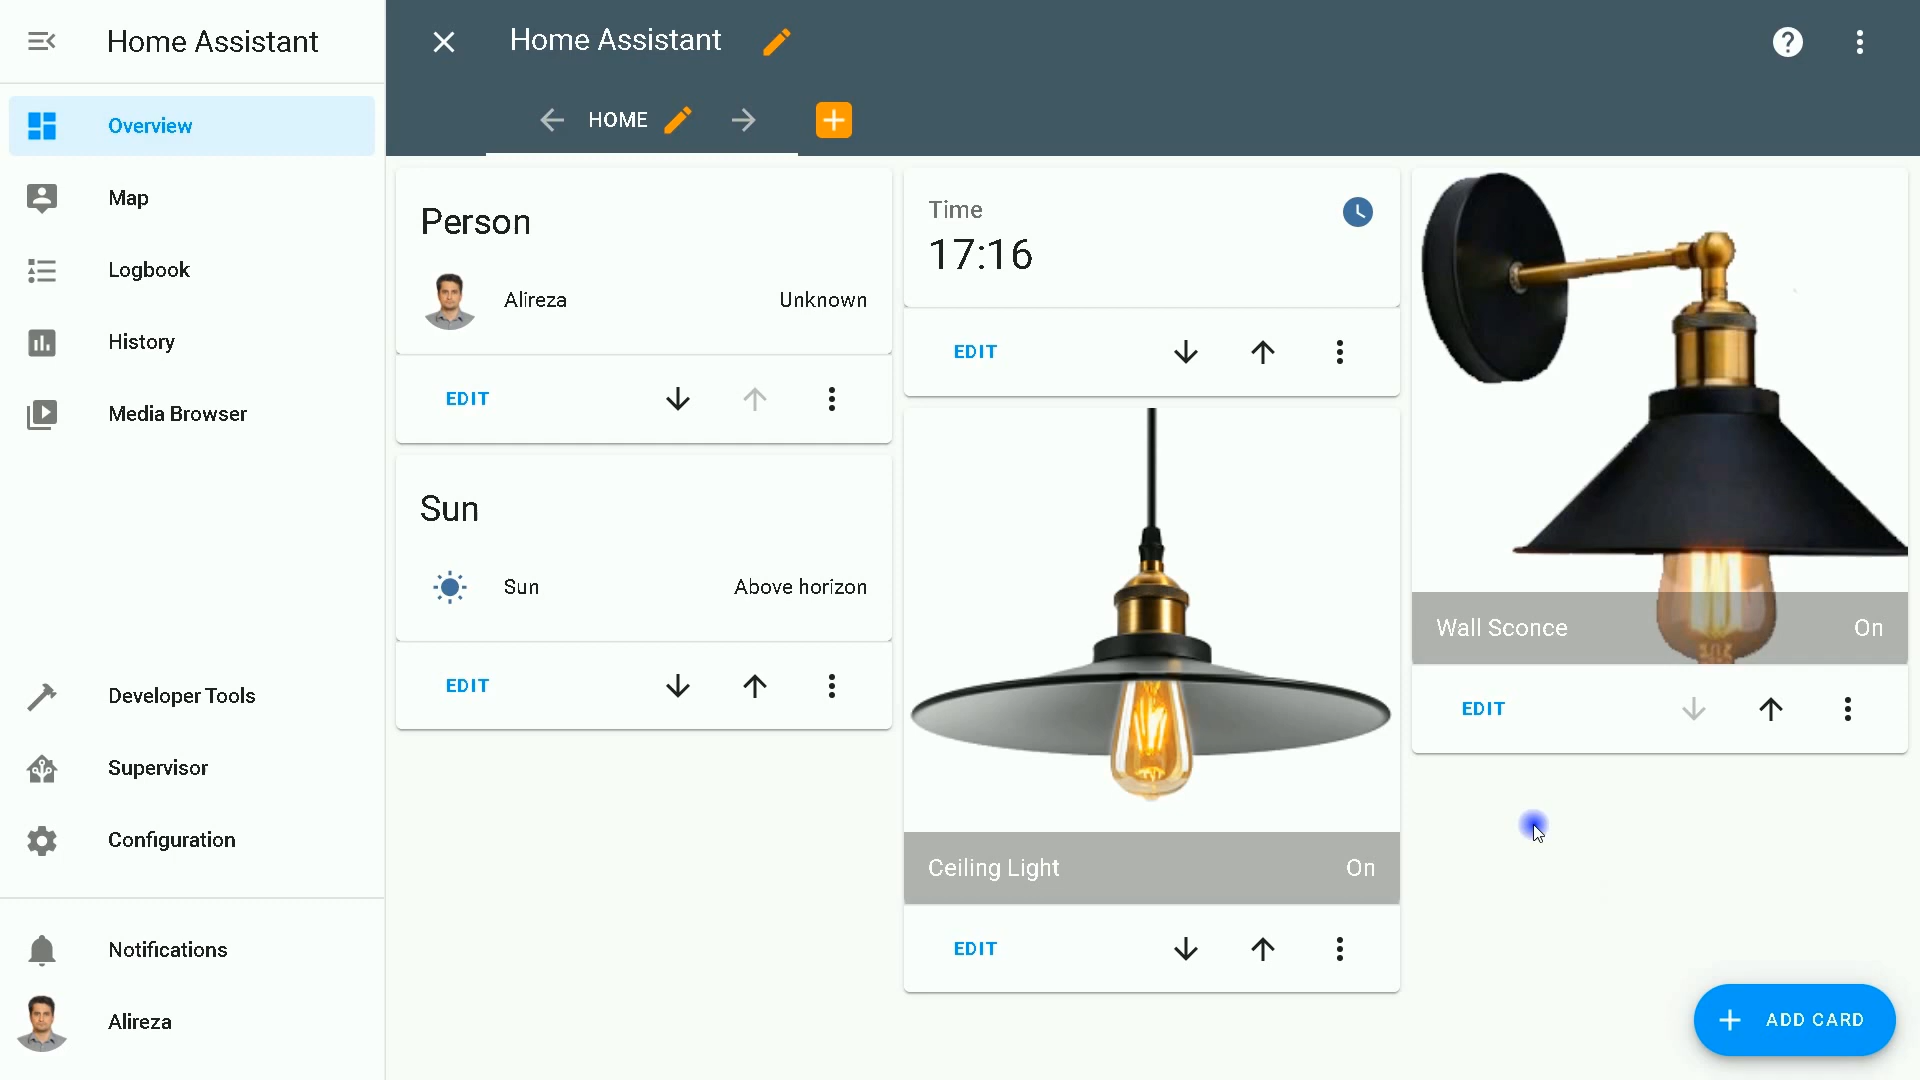 Home Assistant
Overview
Map
Logbook
History
Media Browser
Developer Tools
Supervisor
Configuration
Notifications
Alireza
Home Assistant
HOME
Person
Alireza Unknown
EDIT
Sun
Sun Above horizon
EDIT
Time
17:16
EDIT
Ceiling Light On
EDIT
Wall Sconce On
EDIT
ADD CARD